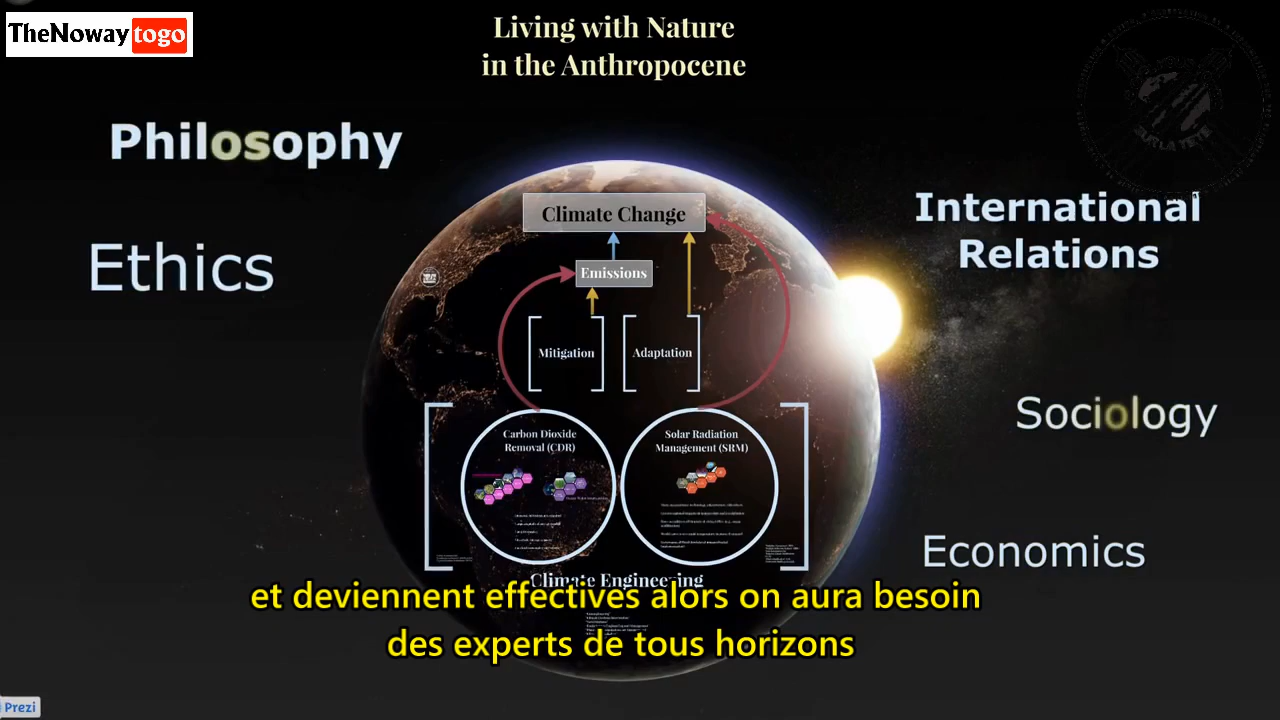 TheNowaytogo
Living with Nature
in the Anthropocene
Philosophy
Ethics
International
Relations
Sociology
Economics
Climate Change
Emissions
Mitigation
Adaptation
Carbon Dioxide
Removal (CDR)
Solar Radiation
Management (SRM)
Climate Engineering
et deviennent effectives alors on aura besoin
des experts de tous horizons
Prezi